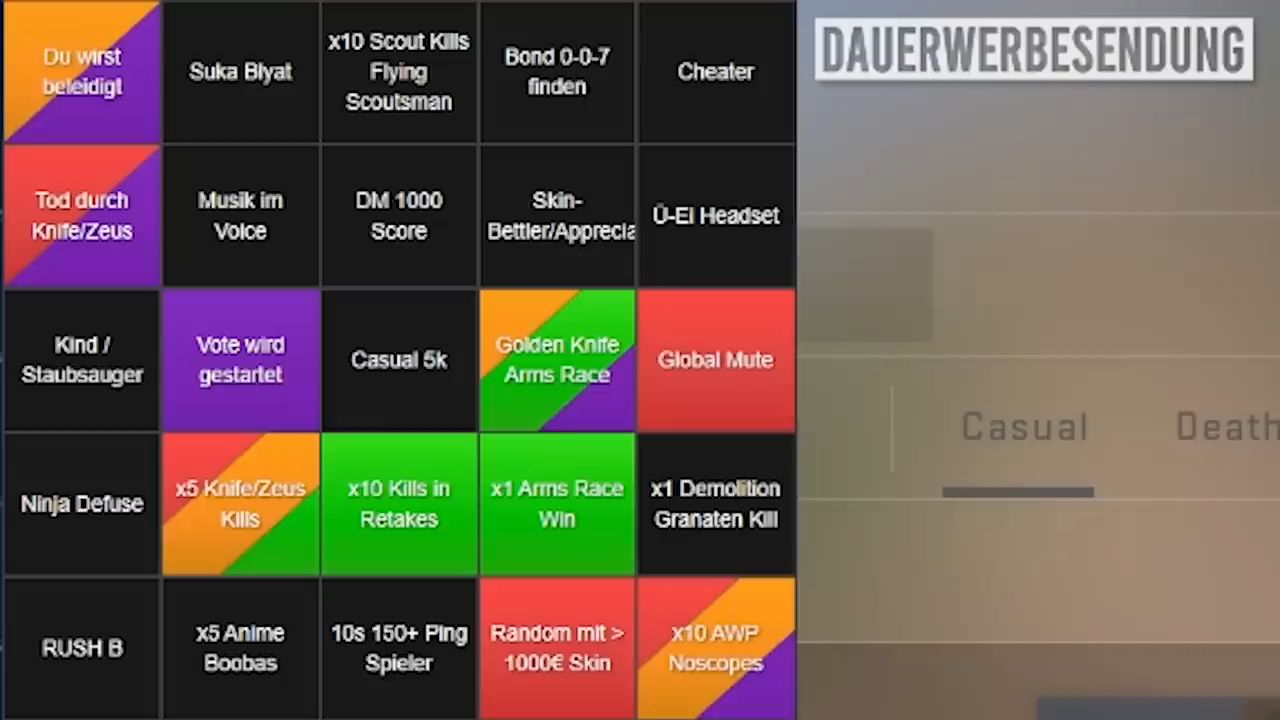 Du wirst
beleidigt
Suka Blyat
x10 Scout Kills
Flying
Scoutsman
Bond 0-0-7
finden
Cheater
DAUERWERBESENDUNG
Tod durch
Knife/Zeus
Musik im
Voice
DM 1000
Score
Skin-
Bettler/Apprecia
Ü-Ei Headset
Kind /
Staubsauger
Vote wird
gestartet
Casual 5k
Golden Knife
Arms Race
Global Mute
Casual
Death
Ninja Defuse
x5 Knife/Zeus
Kills
x10 Kills in
Retakes
x1 Arms Race
Win
x1 Demolition
Granaten Kill
RUSH B
x5 Anime
Boobas
10s 150+ Ping
Spieler
Random mit >
1000€ Skin
x10 AWP
Noscopes